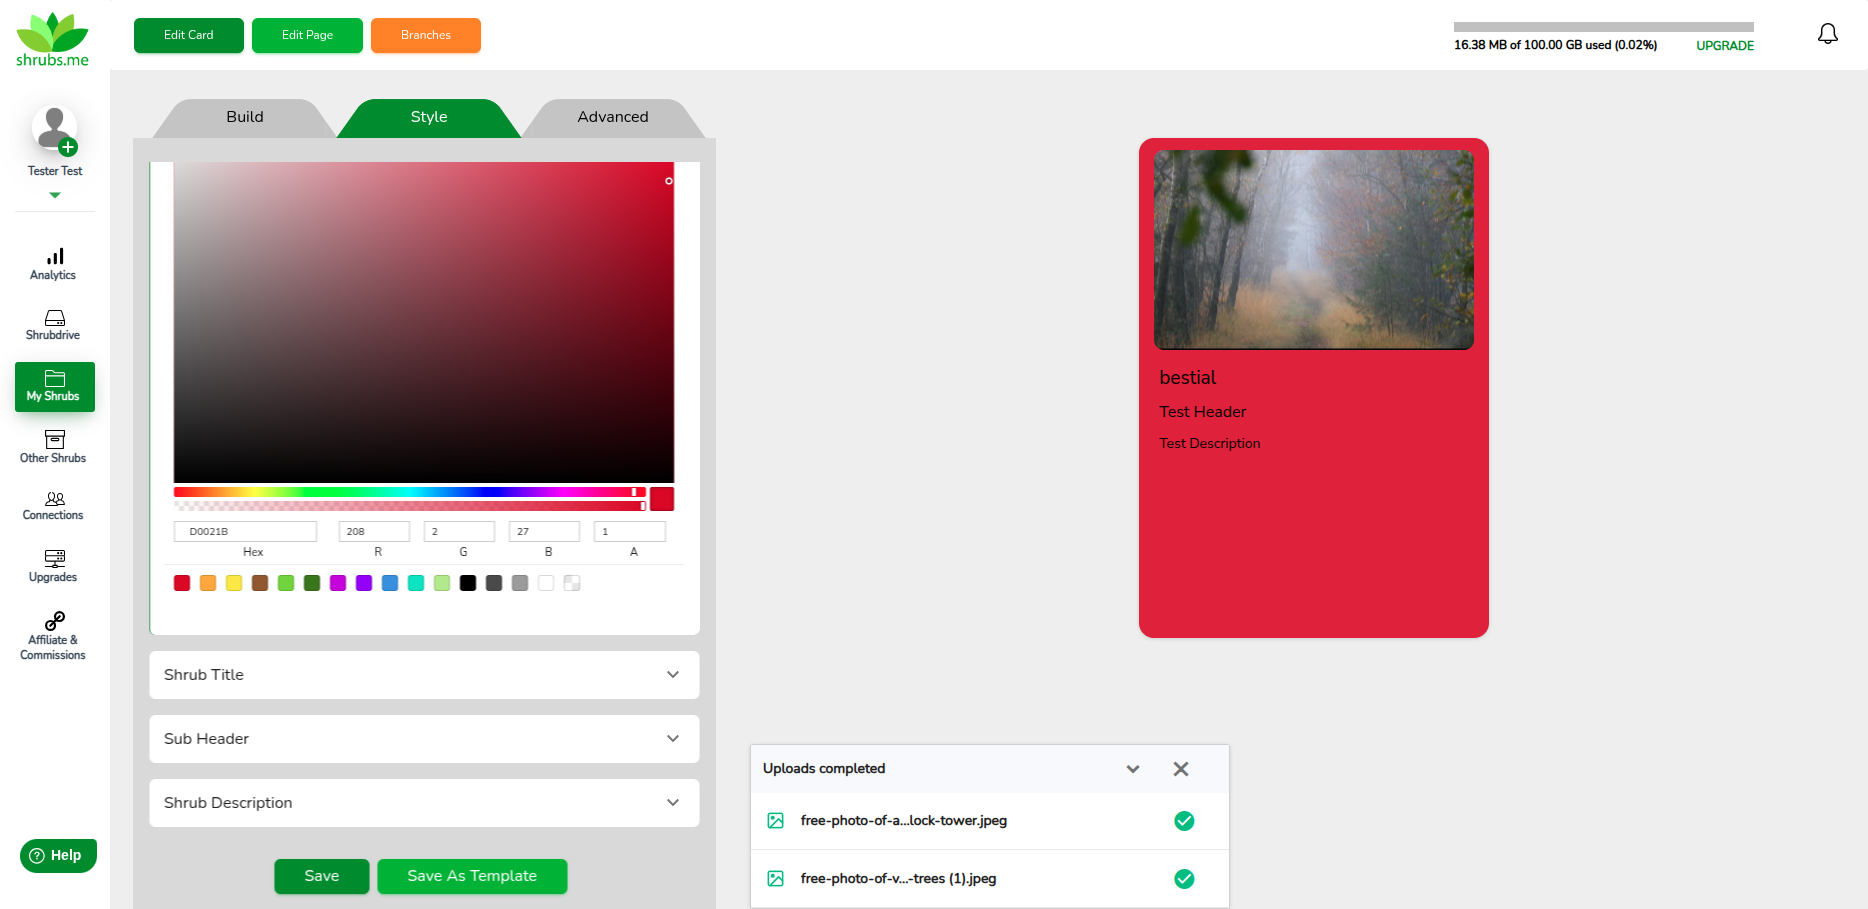 shrubs.me
Edit Card
Edit Page
Branches
16.38 MB of 100.00 GB used (0.02%)
UPGRADE
Tester Test
Analytics
Shrubdrive
My Shrubs
Other Shrubs
Connections
Upgrades
Affiliate &
Commissions
Help
Build
Style
Advanced
D0021B
208
2
27
1
Hex
R
G
B
A
Shrub Title
Sub Header
Shrub Description
Save
Save As Template
bestial
Test Header
Test Description
Uploads completed
free-photo-of-a...lock-tower.jpeg
free-photo-of-v...-trees (1).jpeg